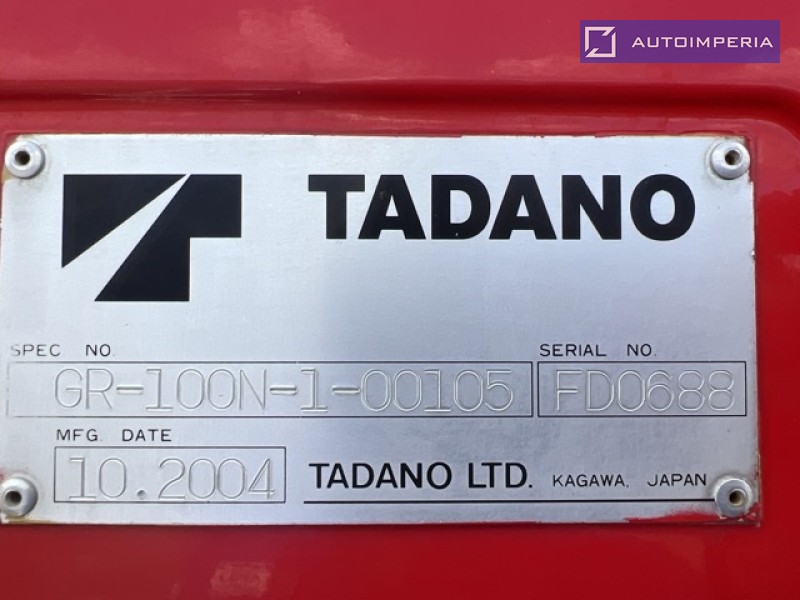 AUTOIMPERIA
TADANO
SPEC NO. SERIAL NO.
GR-100N-1-00105 FD0688
MFG. DATE
10.2004 TADANO LTD. KAGAWA, JAPAN